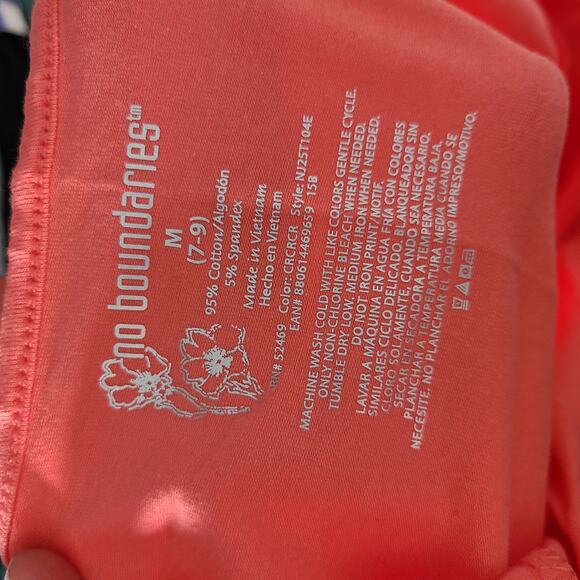 no boundaries™
M
(7-9)
95% Cotton/Algodón
5% Spandex
Made in Vietnam
Hecho en Vietnam
RN# 52469 Color: CRCRCR Style: NJ25T104E
EAN# 880614469659 15B
MACHINE WASH COLD WITH LIKE COLORS GENTLE CYCLE.
ONLY NON-CHLORINE BLEACH WHEN NEEDED.
TUMBLE DRY LOW. MEDIUM IRON WHEN NEEDED.
DO NOT IRON PRINT/MOTIF.
LAVAR A MÁQUINA EN AGUA FRÍA CON COLORES
SIMILARES CICLO DELICADO. BLANQUEADOR SIN
CLORO SOLAMENTE, CUANDO SEA NECESARIO.
SECAR EN SECADORA A TEMPERATURA BAJA.
PLANCHAR A TEMPERATURA MEDIA CUANDO SE
NECESITE. NO PLANCHAR EL ADORNO IMPRESO/MOTIVO.